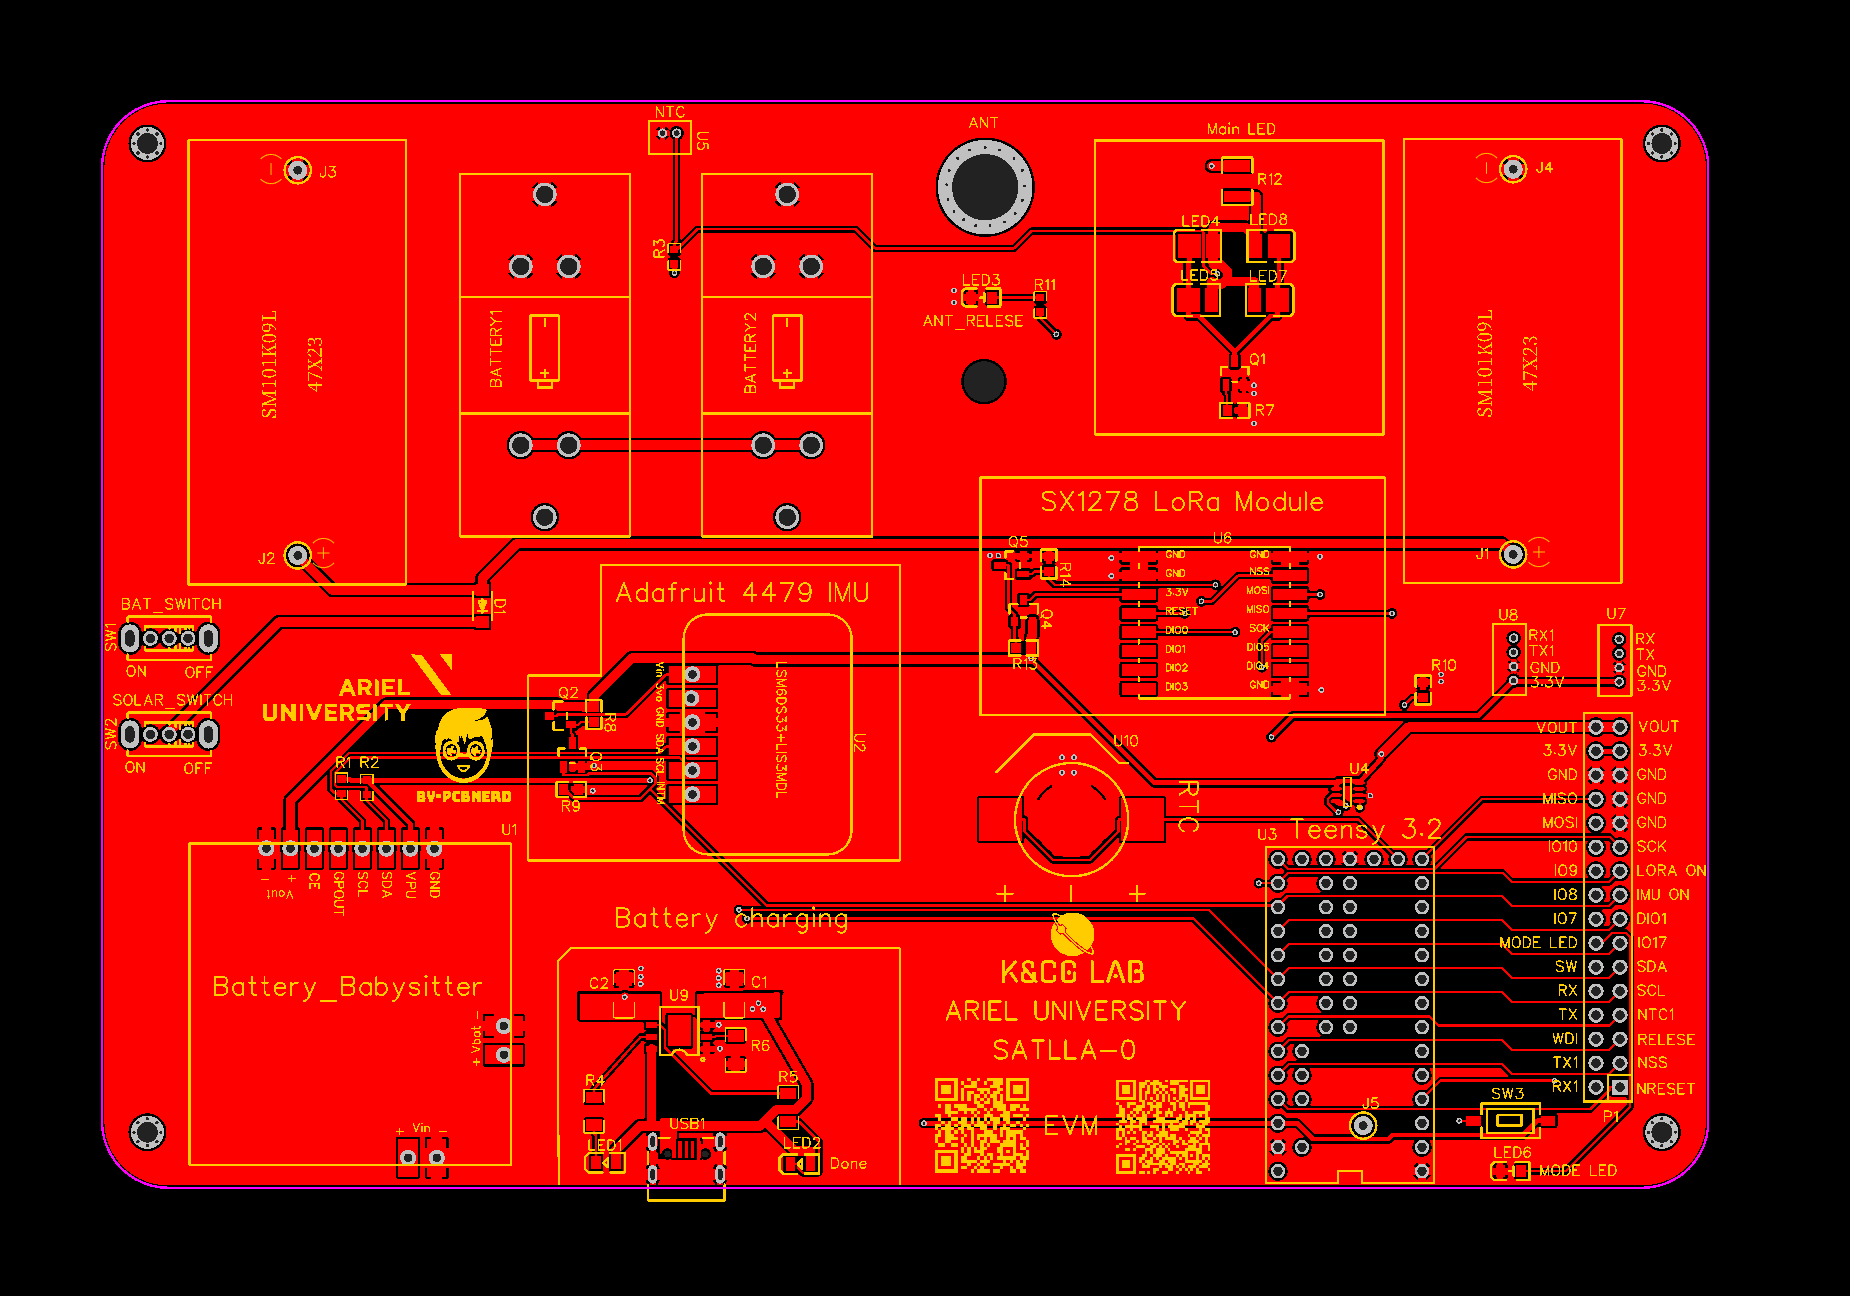 NTC
U5
ANT
Main LED
J3
J4
R12
LED4
LED8
R3
LED7
LED3
R11
ANT_RELESE
SM101K09L
47X23
BATTERY1
BATTERY2
Q1
R7
SM101K09L
47X23
SX1278 LoRa Module
J2
J1
Q5
U6
R14
GND
GND
3.3V
RESET
DIO0
DIO1
DIO2
DIO3
GND
NSS
MOSI
MISO
SCK
DIO5
DIO4
GND
Q4
R13
D1
Adafruit 4479 IMU
BAT_SWITCH
SW1
ON
OFF
SOLAR_SWITCH
SW2
ON
OFF
ARIEL
UNIVERSITY
BY-PCBNERD
Q2
R8
Q3
R9
Vin
3vo
GND
SDA
SCL
INTM
LSM6DS33+LIS3MDL
U2
U8
RX1
TX1
GND
3.3V
U7
RX
TX
GND
3.3V
R10
U10
RTC
U4
U3
Teensy 3.2
R1
R2
U1
Vout
CE
GPOUT
SCL
SDA
VPU
GND
Battery_Babysitter
Vbat
Vin
VOUT VOUT
3.3V 3.3V
GND GND
MISO GND
MOSI GND
IO10 SCK
IO9 LORA ON
IO8 IMU ON
IO7 DIO1
MODE LED IO17
SW SDA
RX SCL
TX NTC1
WDI RELESE
TX1 NSS
RX1 NRESET
P1
Battery charging
C2
U9
C1
R6
R4
R5
USB1
LED1
LED2
Done
K&CG LAB
ARIEL UNIVERSITY
SATLLA-0
EVM
J5
SW3
LED6
MODE LED